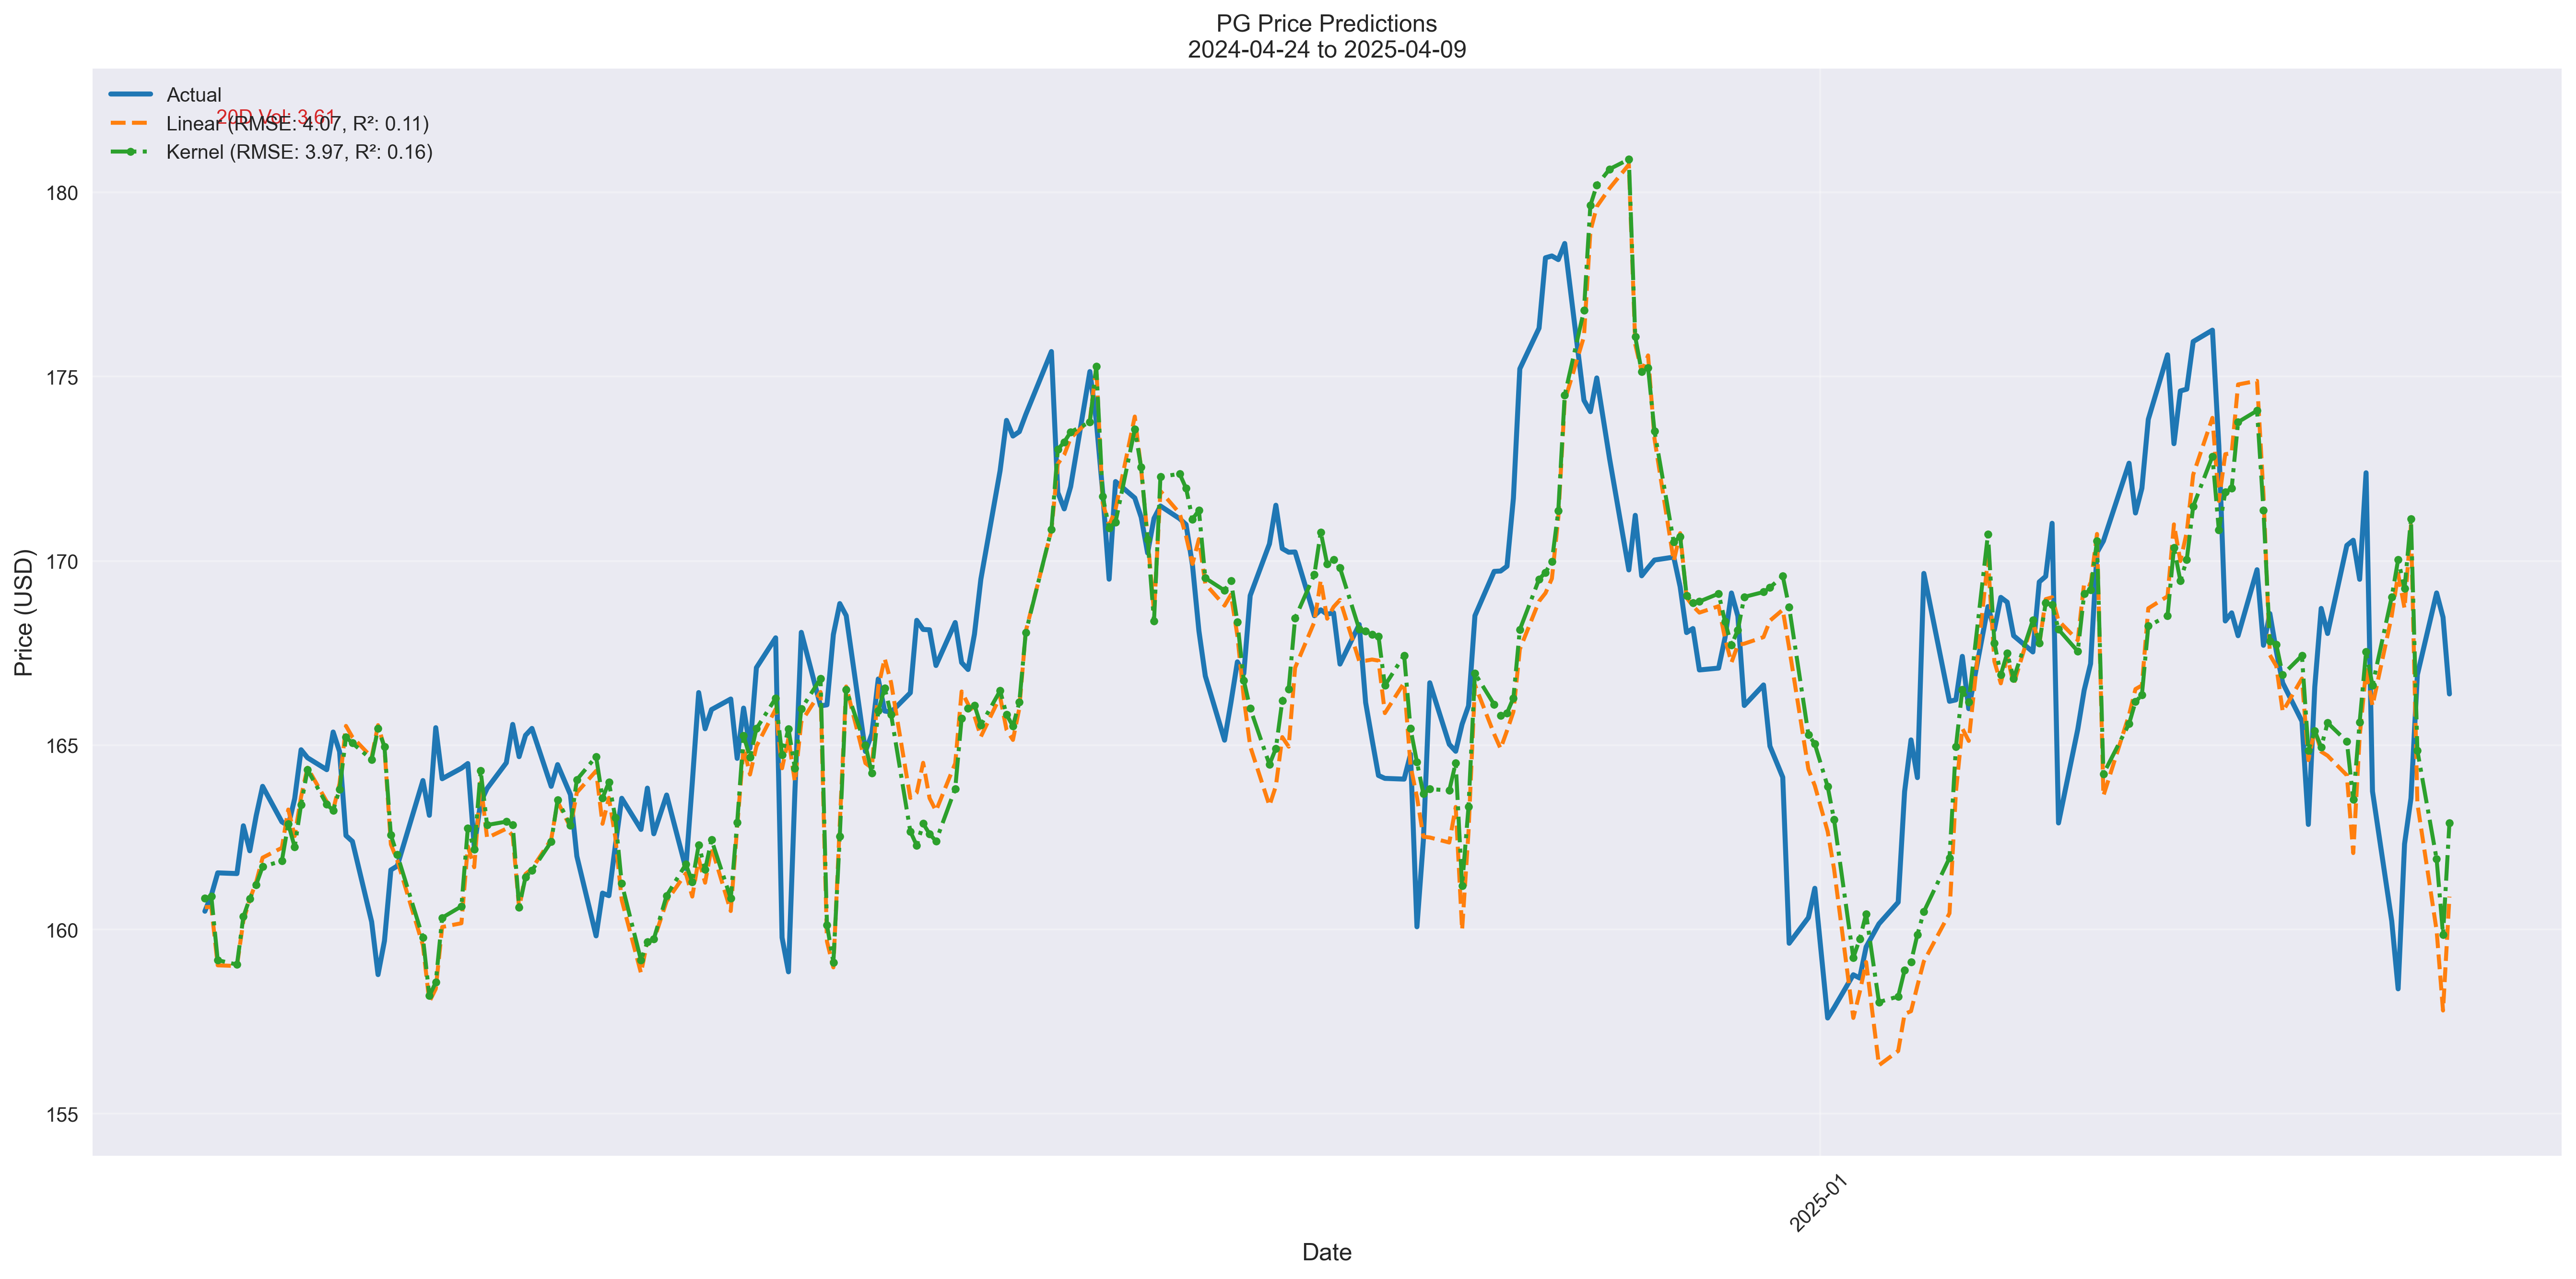 PG Price Predictions
2024-04-24 to 2025-04-09
Actual
20D Vol: 3.61
Linear (RMSE: 4.07, R²: 0.11)
Kernel (RMSE: 3.97, R²: 0.16)
Price (USD)
180
175
170
165
160
155
2025-01
Date